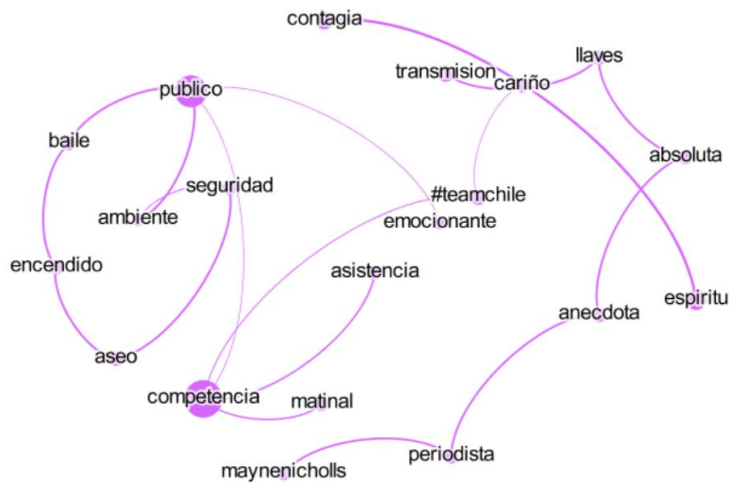 contagia
llaves
transmision
cariño
publico
baile
absoluta
seguridad
#teamchile
ambiente
emocionante
encendido
asistencia
espiritu
anecdota
aseo
competencia
matinal
periodista
maynenicholls